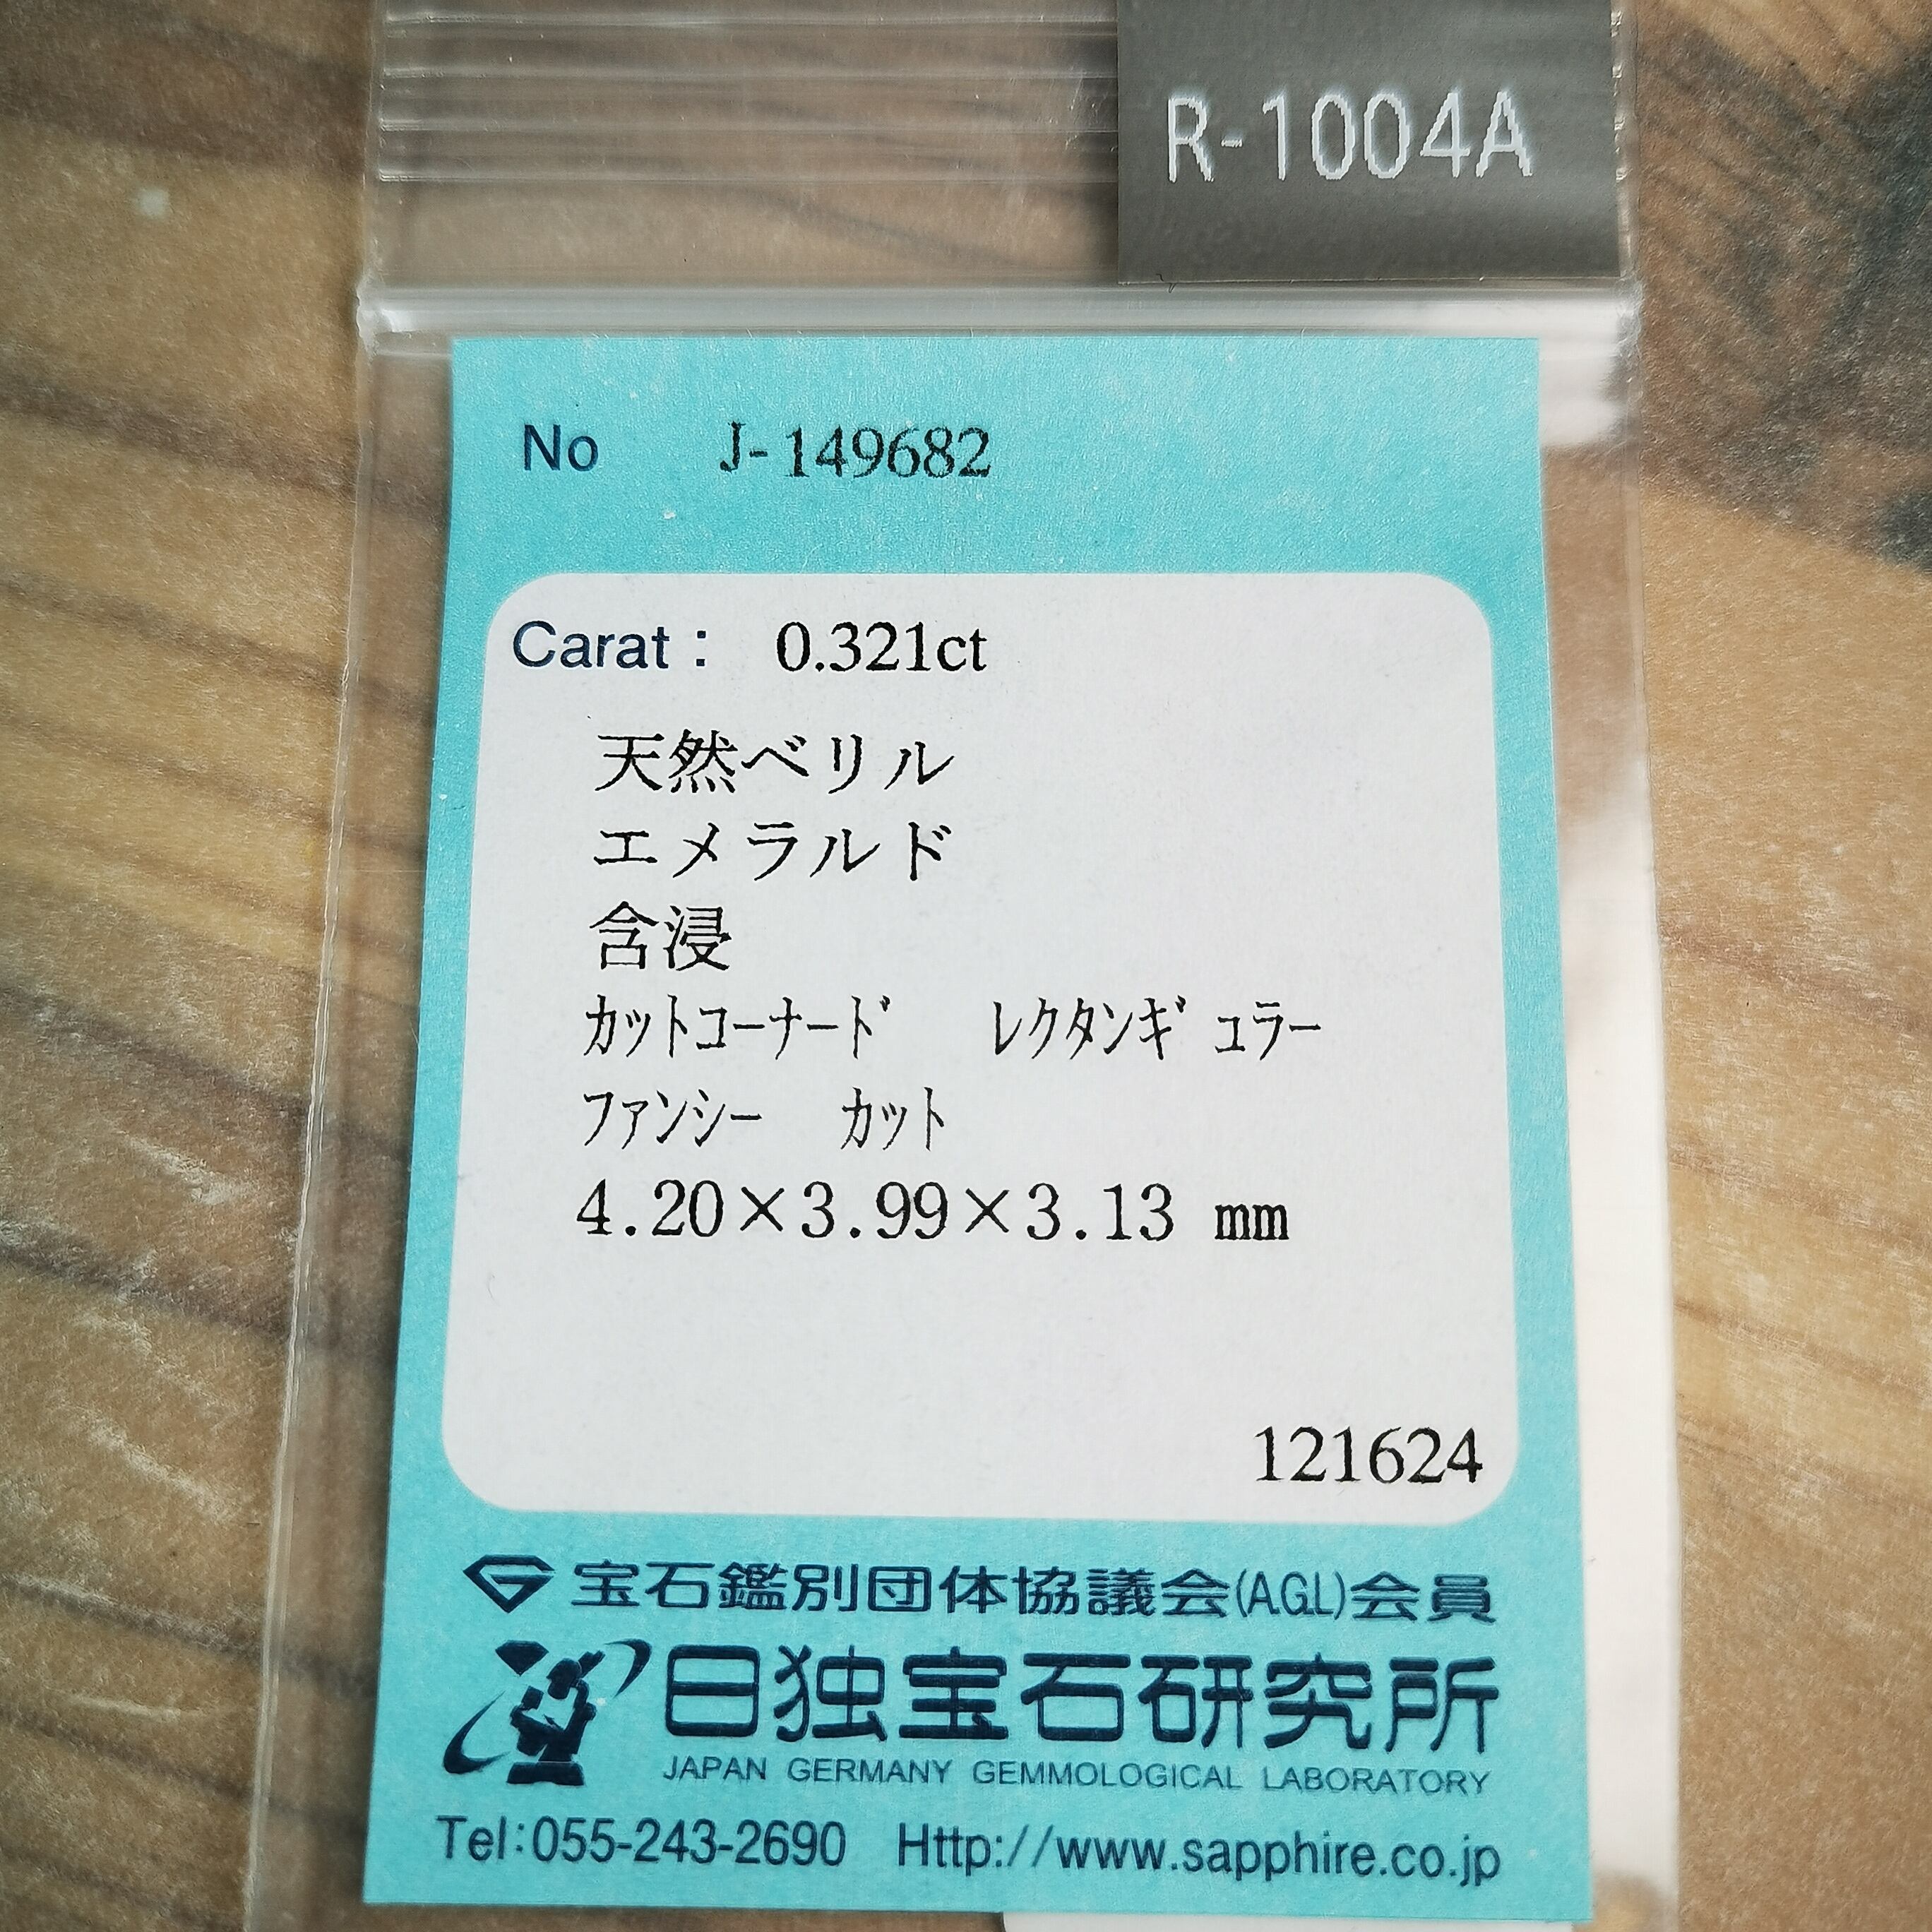 R-1004A
No J-149682
Carat： 0.321ct
天然ベリル
エメラルド
含浸
ｶｯﾄｺｰﾅｰﾄﾞ ﾚｸﾀﾝｷﾞｭﾗｰ
ﾌｧﾝｼｰ ｶｯﾄ
4.20×3.99×3.13 mm
121624
宝石鑑別団体協議会(AGL)会員
日独宝石研究所
JAPAN GERMANY GEMMOLOGICAL LABORATORY
Tel:055-243-2690 Http://www.sapphire.co.jp